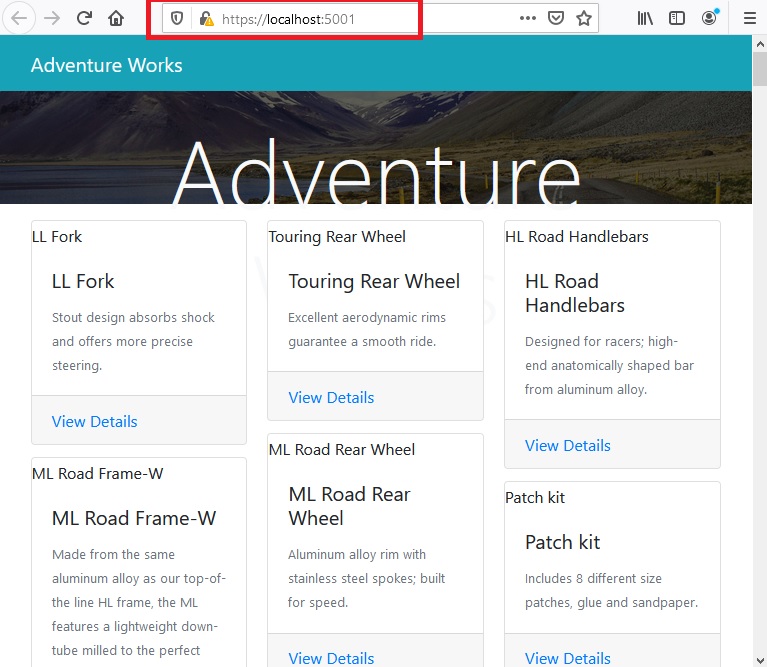 https://localhost:5001
Adventure Works
Adventure
LL Fork
LL Fork
Stout design absorbs shock
and offers more precise
steering.
View Details
ML Road Frame-W
ML Road Frame-W
Made from the same
aluminum alloy as our top-of-
the line HL frame, the ML
features a lightweight down-
tube milled to the perfect
Touring Rear Wheel
Touring Rear Wheel
Excellent aerodynamic rims
guarantee a smooth ride.
View Details
ML Road Rear Wheel
ML Road Rear
Wheel
Aluminum alloy rim with
stainless steel spokes; built
for speed.
View Details
HL Road Handlebars
HL Road
Handlebars
Designed for racers; high-
end anatomically shaped bar
from aluminum alloy.
View Details
Patch kit
Patch kit
Includes 8 different size
patches, glue and sandpaper.
View Details